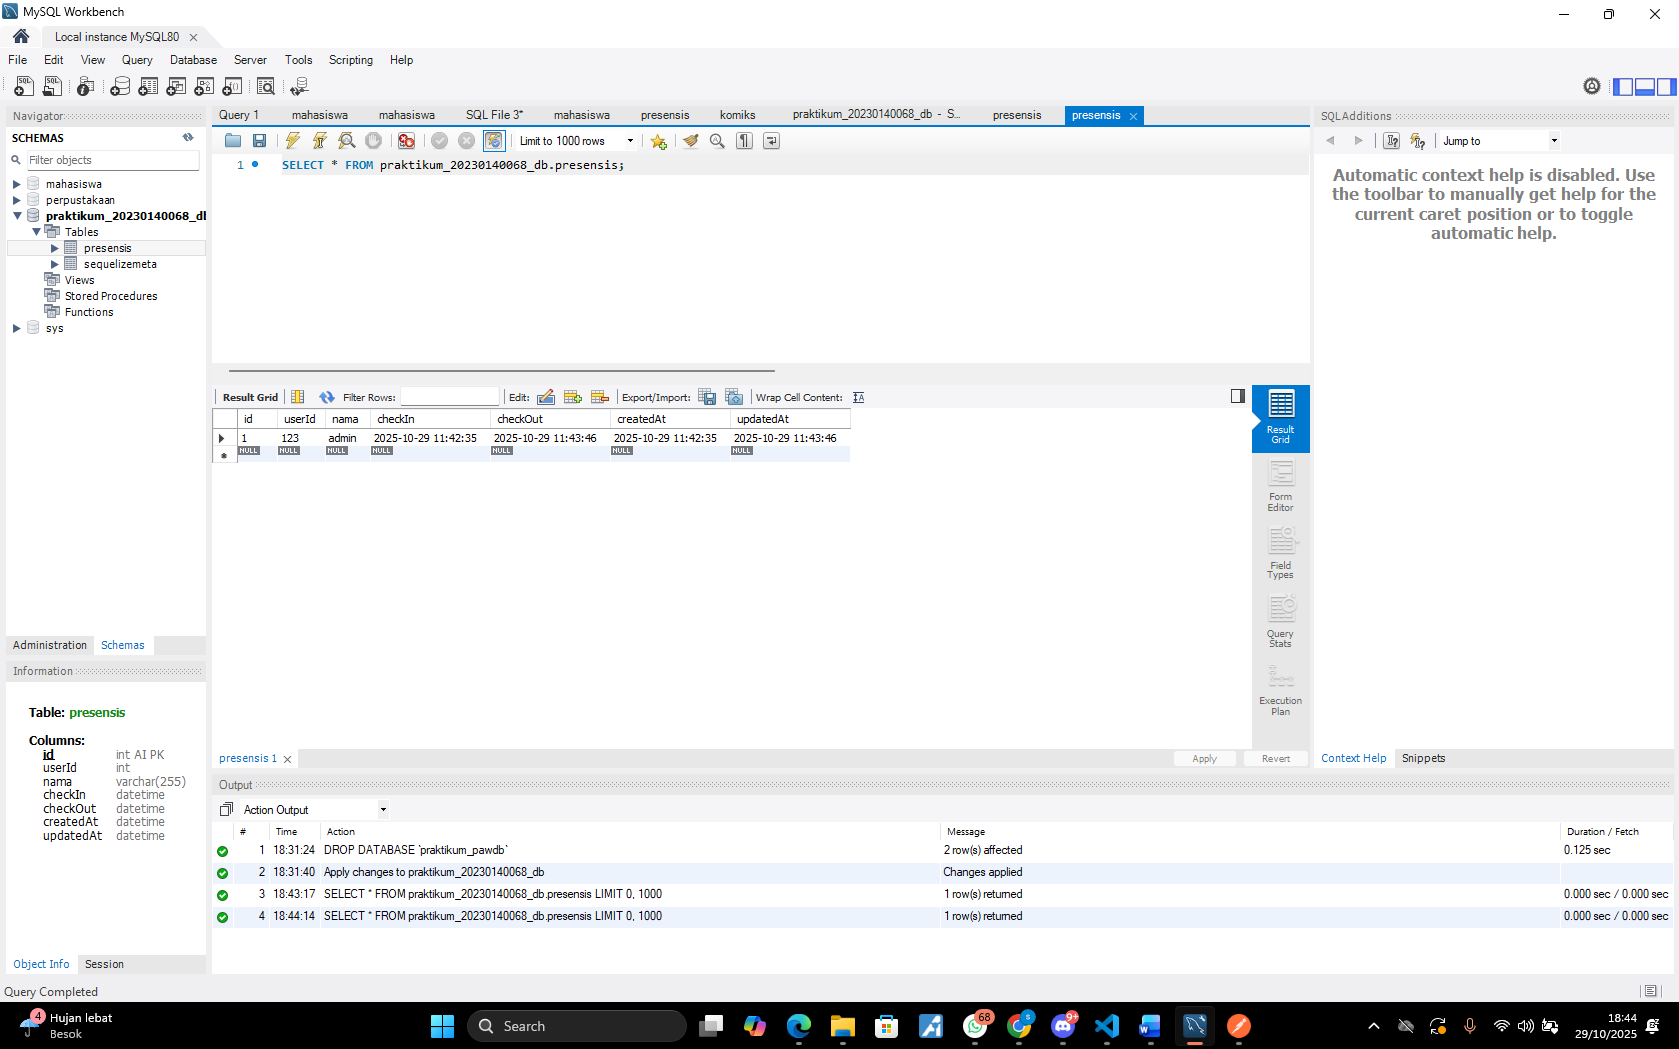 MySQL Workbench
Local instance MySQL80
File Edit View Query Database Server Tools Scripting Help
Navigator
SCHEMAS
Filter objects
mahasiswa
perpustakaan
praktikum_20230140068_d
Tables
presensis
sequelizemeta
Views
Stored Procedures
Functions
sys
Administration Schemas
Information
Table: presensis
Columns:
id int AI PK
userId int
nama varchar(255)
checkIn datetime
checkOut datetime
createdAt datetime
updatedAt datetime
Object Info Session
Query 1 mahasiswa mahasiswa SQL File 3* mahasiswa presensis komiks praktikum_20230140068_db - S... presensis presensis
Limit to 1000 rows
1 SELECT * FROM praktikum_20230140068_db.presensis;
Result Grid Filter Rows: Edit: Export/Import: Wrap Cell Content:
id userId nama checkIn checkOut createdAt updatedAt
1 123 admin 2025-10-29 11:42:35 2025-10-29 11:43:46 2025-10-29 11:42:35 2025-10-29 11:43:46
NULL NULL NULL NULL NULL NULL NULL
Result
Grid
Form
Editor
Field
Types
Query
Stats
Execution
Plan
presensis 1
Apply Revert
Output
Action Output
# Time Action Message Duration / Fetch
1 18:31:24 DROP DATABASE `praktikum_pawdb` 2 row(s) affected 0.125 sec
2 18:31:40 Apply changes to praktikum_20230140068_db Changes applied
3 18:43:17 SELECT * FROM praktikum_20230140068_db.presensis LIMIT 0, 1000 1 row(s) returned 0.000 sec / 0.000 sec
4 18:44:14 SELECT * FROM praktikum_20230140068_db.presensis LIMIT 0, 1000 1 row(s) returned 0.000 sec / 0.000 sec
SQLAdditions
Jump to
Automatic context help is disabled. Use
the toolbar to manually get help for the
current caret position or to toggle
automatic help.
Context Help Snippets
Query Completed
4
Hujan lebat
Besok
Search
68
9+
18:44
29/10/2025